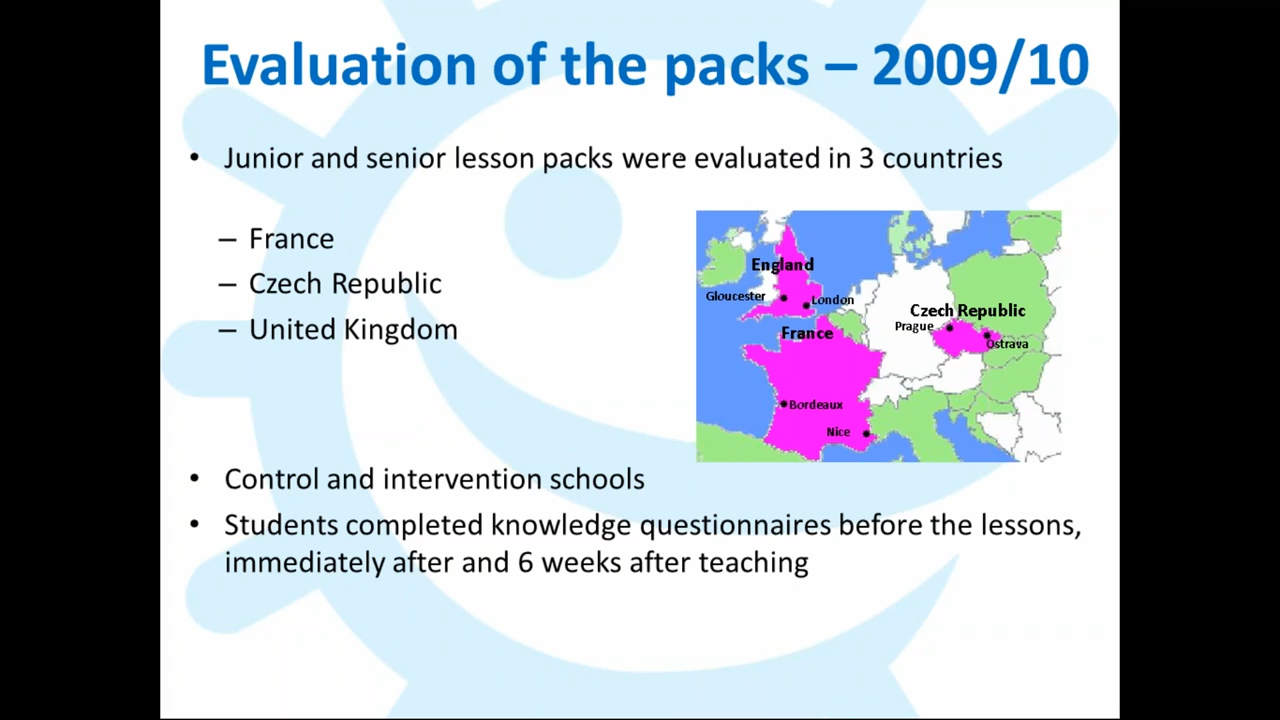 Evaluation of the packs – 2009/10
• Junior and senior lesson packs were evaluated in 3 countries
– France
– Czech Republic
– United Kingdom
England
Gloucester
London
France
Czech Republic
Prague
Ostrava
Bordeaux
Nice
• Control and intervention schools
• Students completed knowledge questionnaires before the lessons,
immediately after and 6 weeks after teaching